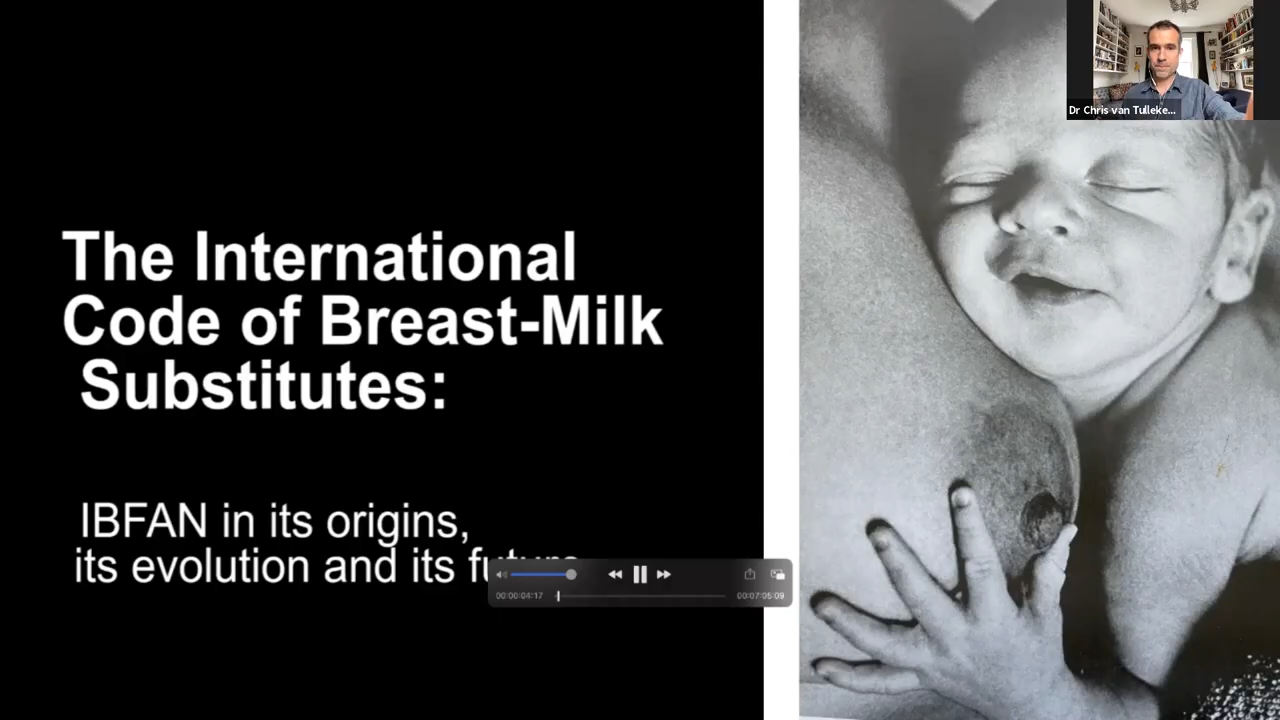 Dr Chris van Tulleke...
The International
Code of Breast-Milk
Substitutes:
IBFAN in its origins,
its evolution and its future
00:00:04:17
00:07:05:09